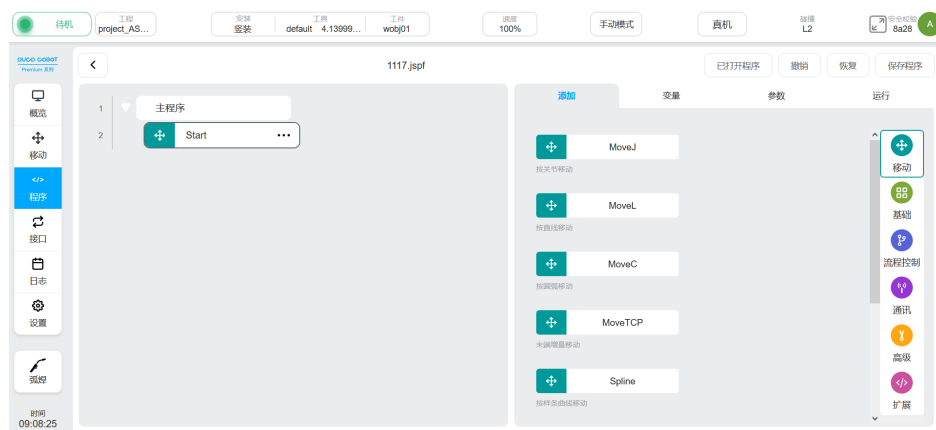 待机
工程
project_AS...
安装
竖装
工具
default 4.13999...
工件
wobj01
速度
100%
手动模式
真机
碰撞
L2
安全校验
8a28
A
DUCO COBOT
Premium 系列
1117.jspf
已打开程序
撤销
恢复
保存程序
概览
移动
</>
程序
接口
日志
设置
弧焊
时间
09:08:25
1
主程序
2
Start
添加
变量
参数
运行
MoveJ
按关节移动
MoveL
按直线移动
MoveC
按圆弧移动
MoveTCP
末端增量移动
Spline
按样条曲线移动
移动
基础
流程控制
通讯
高级
</>
扩展